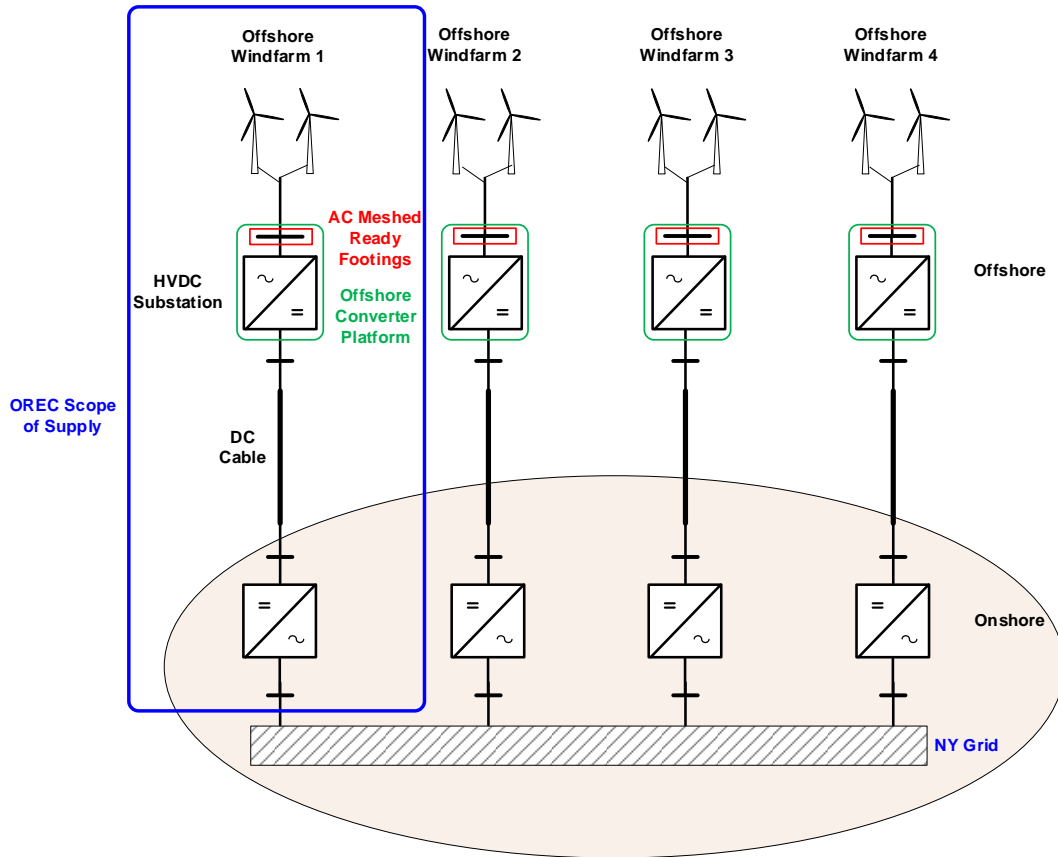 Offshore
Windfarm 1
Offshore
Windfarm 2
Offshore
Windfarm 3
Offshore
Windfarm 4
AC Meshed
Ready
Footings
HVDC
Substation
Offshore
Converter
Platform
Offshore
OREC Scope
of Supply
DC
Cable
Onshore
NY Grid